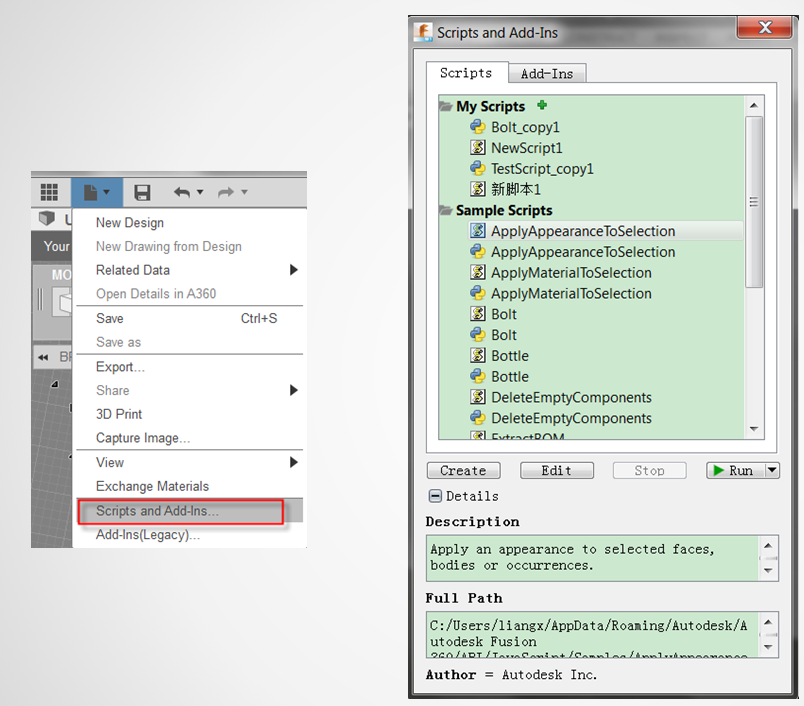 U
Your
MO
BR
New Design
New Drawing from Design
Related Data
Open Details in A360
Save Ctrl+S
Save as
Export...
Share
3D Print
Capture Image...
View
Exchange Materials
Scripts and Add-Ins...
Add-Ins(Legacy)...
Scripts and Add-Ins
Scripts Add-Ins
My Scripts
Bolt_copy1
NewScript1
TestScript_copy1
新脚本1
Sample Scripts
ApplyAppearanceToSelection
ApplyAppearanceToSelection
ApplyMaterialToSelection
ApplyMaterialToSelection
Bolt
Bolt
Bottle
Bottle
DeleteEmptyComponents
DeleteEmptyComponents
ExtractBOM
Create Edit Stop Run
Details
Description
Apply an appearance to selected faces,
bodies or occurrences.
Full Path
C:/Users/liangx/AppData/Roaming/Autodesk/A
utodesk Fusion
360/API/JavaScript/Samples/ApplyAppearance
Author = Autodesk Inc.